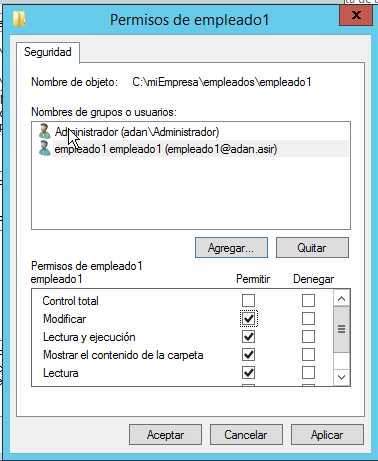 Permisos de empleado1
Seguridad
Nombre de objeto: C:\miEmpresa\empleados\empleado1
Nombres de grupos o usuarios:
Administrador (adan\Administrador)
empleado1 empleado1 (empleado1@adan.asir)
Agregar... Quitar
Permisos de empleado1
empleado1 Permitir Denegar
Control total
Modificar
Lectura y ejecución
Mostrar el contenido de la carpeta
Lectura
Aceptar Cancelar Aplicar